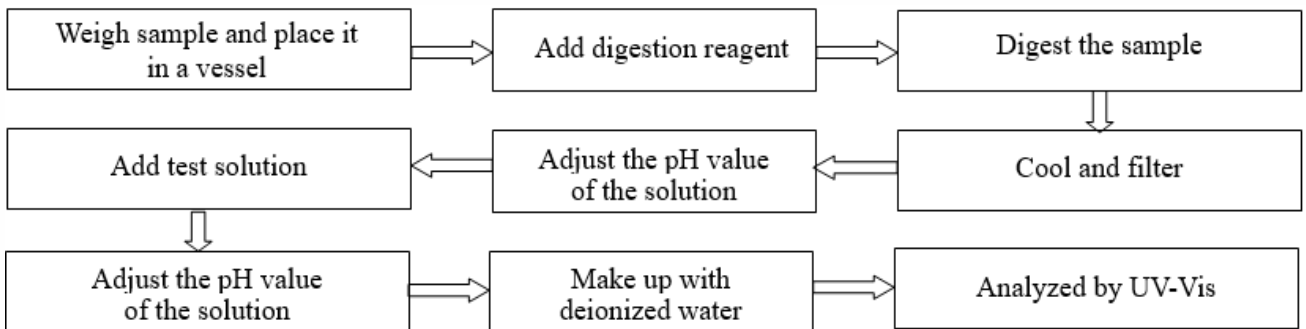 Weigh sample and place it
in a vessel
Add digestion reagent
Digest the sample
Cool and filter
Adjust the pH value
of the solution
Add test solution
Adjust the pH value
of the solution
Make up with
deionized water
Analyzed by UV-Vis